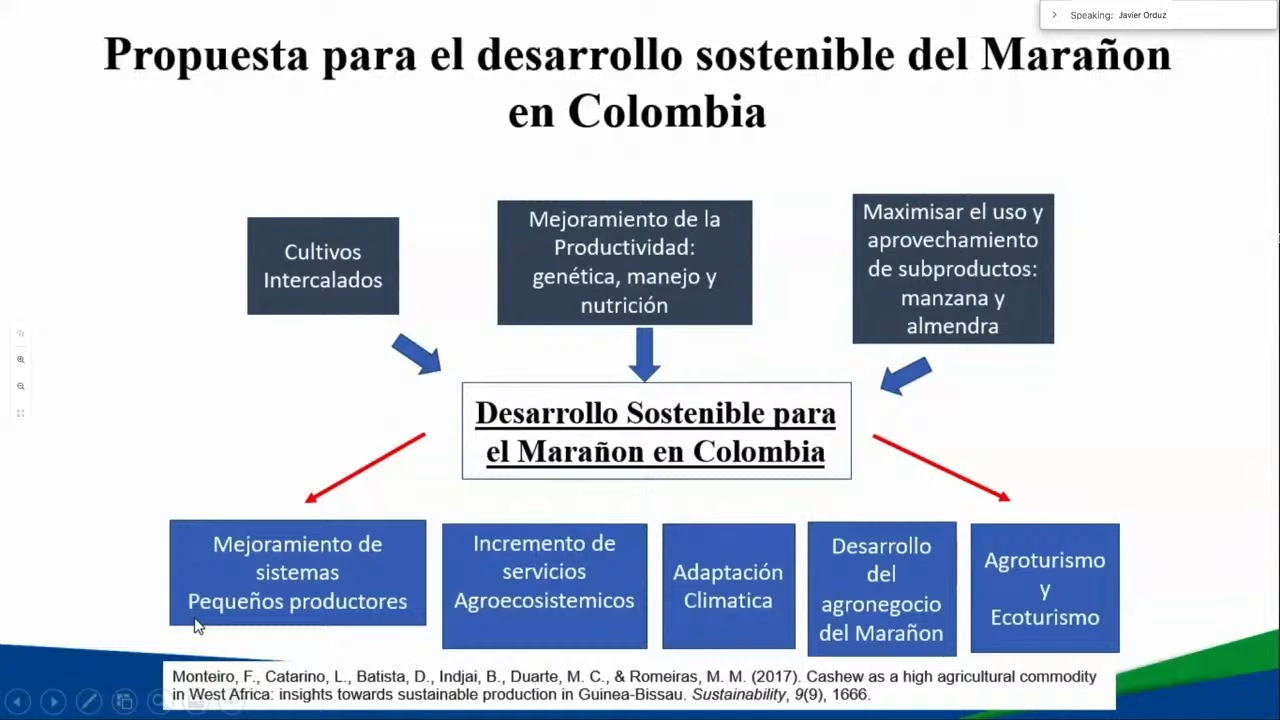 Speaking: Javier Orduz
Propuesta para el desarrollo sostenible del Marañon
en Colombia
Cultivos
Intercalados
Mejoramiento de la
Productividad:
genética, manejo y
nutrición
Maximisar el uso y
aprovechamiento
de subproductos:
manzana y
almendra
Desarrollo Sostenible para
el Marañon en Colombia
Mejoramiento de
sistemas
Pequeños productores
Incremento de
servicios
Agroecosistemicos
Adaptación
Climatica
Desarrollo
del
agronegocio
del Marañon
Agroturismo
y
Ecoturismo
Monteiro, F., Catarino, L., Batista, D., Indjai, B., Duarte, M. C., & Romeiras, M. M. (2017). Cashew as a high agricultural commodity
in West Africa: insights towards sustainable production in Guinea-Bissau. Sustainability, 9(9), 1666.